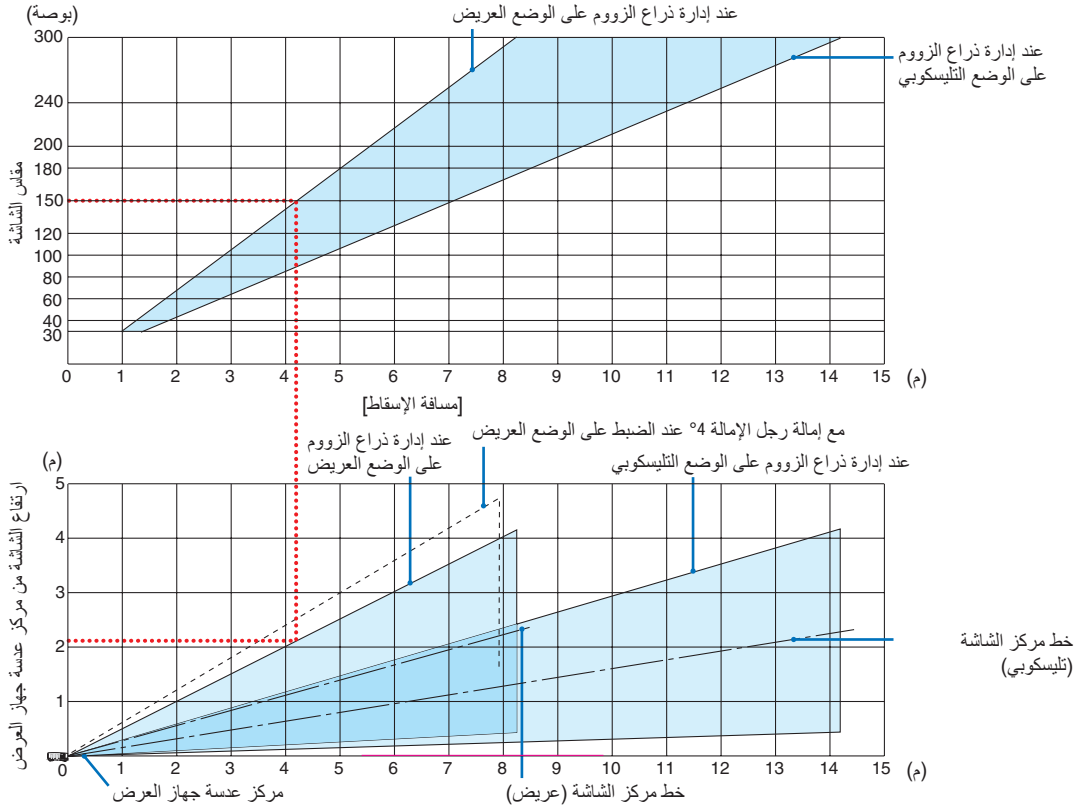 (بوصة)
عند إدارة ذراع الزووم على الوضع العريض
عند إدارة ذراع الزووم
على الوضع التليسكوبي
مقاس الشاشة
300
240
200
180
150
120
100
80
60
40
30
0 1 2 3 4 5 6 7 8 9 10 11 12 13 14 15 (م)
[مسافة الإسقاط]
مع إمالة رجل الإمالة 4° عند الضبط على الوضع العريض
عند إدارة ذراع الزووم
على الوضع العريض
عند إدارة ذراع الزووم على الوضع التليسكوبي
(م)
ارتفاع الشاشة من مركز عدسة جهاز العرض
5
4
3
2
1
خط مركز الشاشة
(تليسكوبي)
0 1 2 3 4 5 6 7 8 9 10 11 12 13 14 15 (م)
مركز عدسة جهاز العرض
خط مركز الشاشة (عريض)